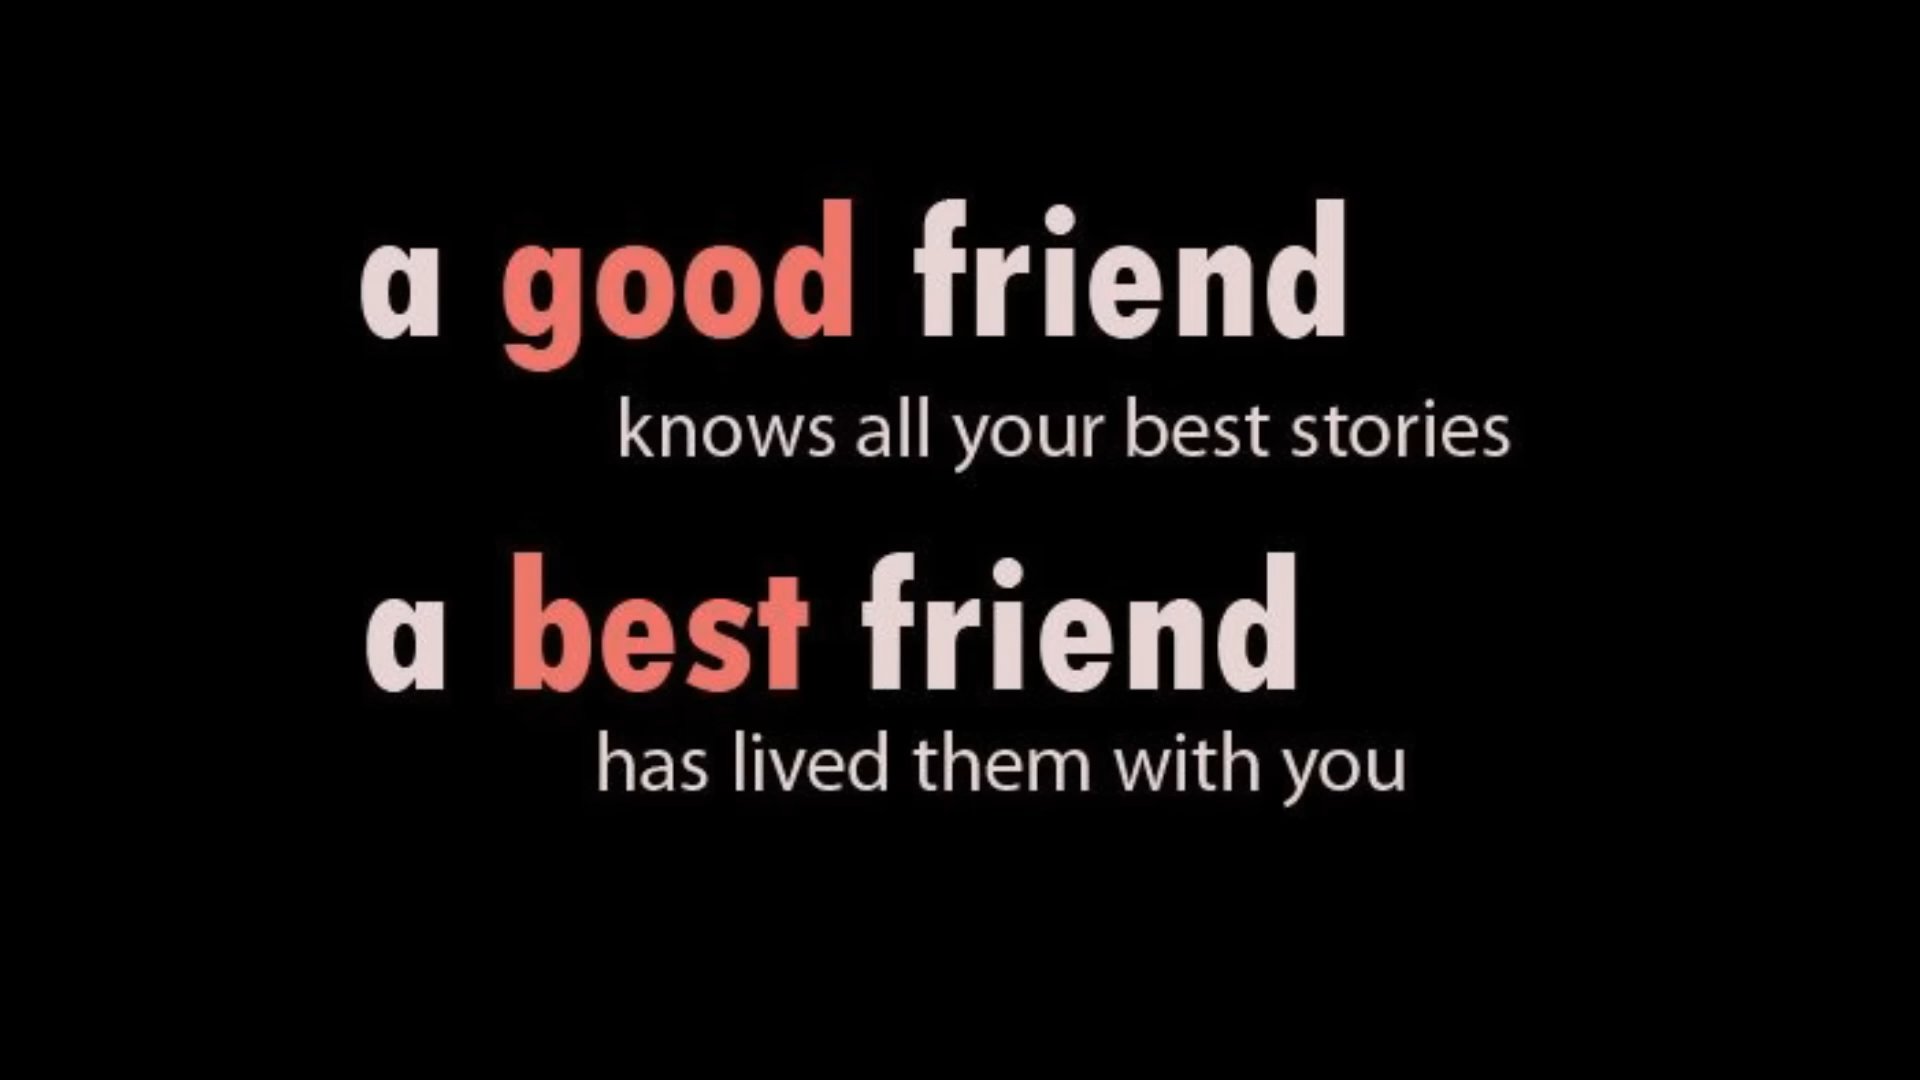 a good friend
knows all your best stories
a best friend
has lived them with you